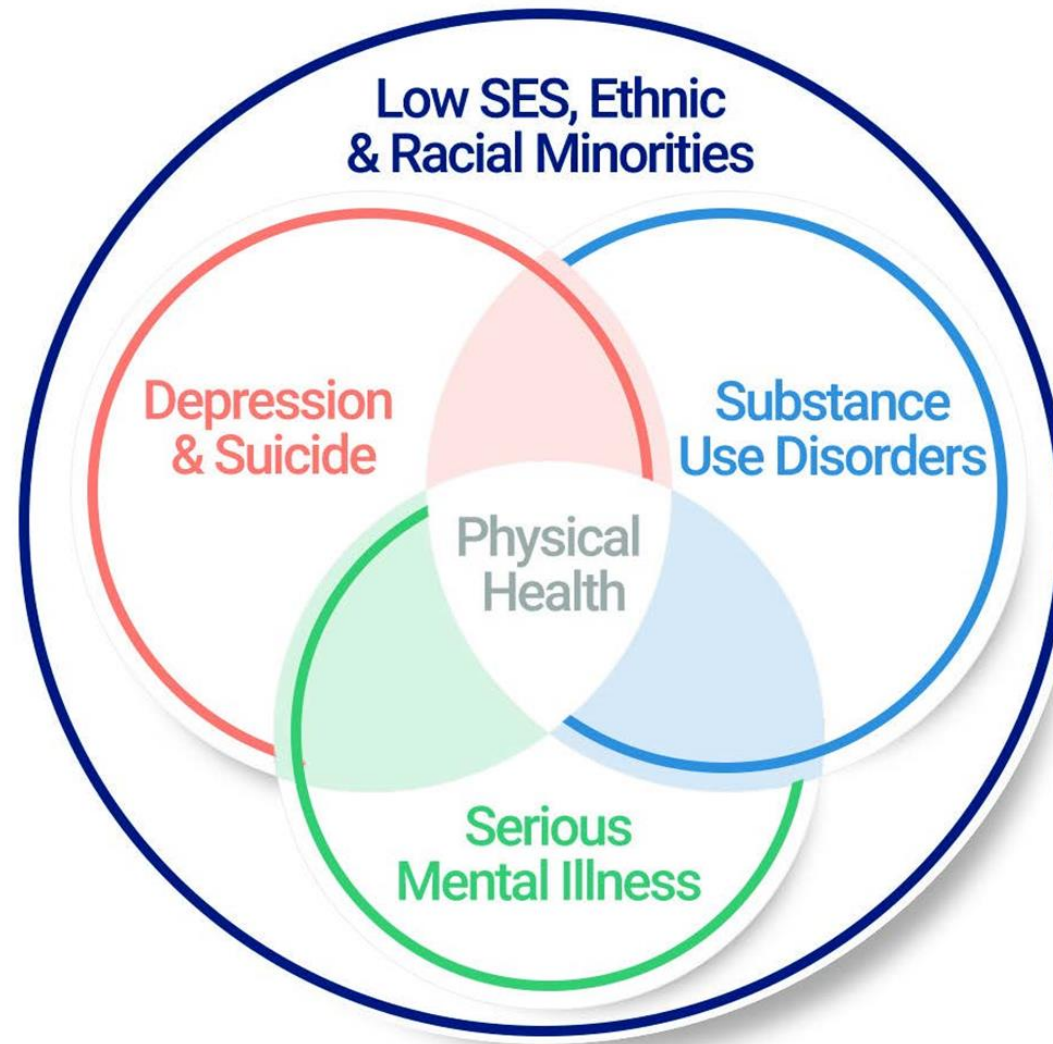 Low SES, Ethnic
& Racial Minorities
Depression
& Suicide
Substance
Use Disorders
Physical
Health
Serious
Mental Illness